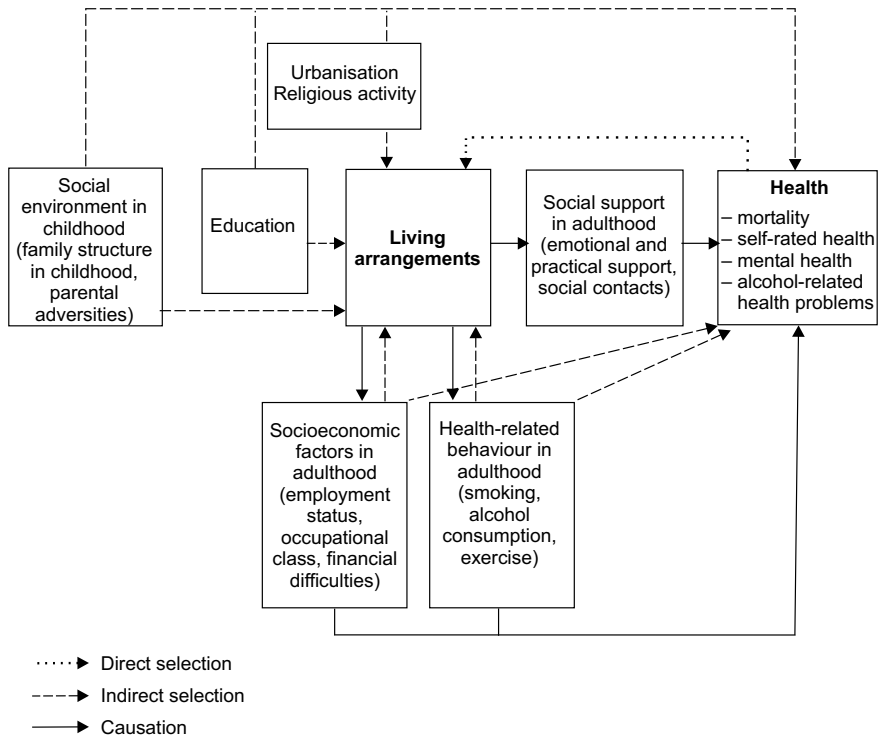 Urbanisation
Religious activity
Social
environment in
childhood
(family structure
in childhood,
parental
adversities)
Education
Living
arrangements
Social support
in adulthood
(emotional and
practical support,
social contacts)
Health
– mortality
– self-rated health
– mental health
– alcohol-related
health problems
Socioeconomic
factors in
adulthood
(employment
status,
occupational
class, financial
difficulties)
Health-related
behaviour in
adulthood
(smoking,
alcohol
consumption,
exercise)
Direct selection
Indirect selection
Causation